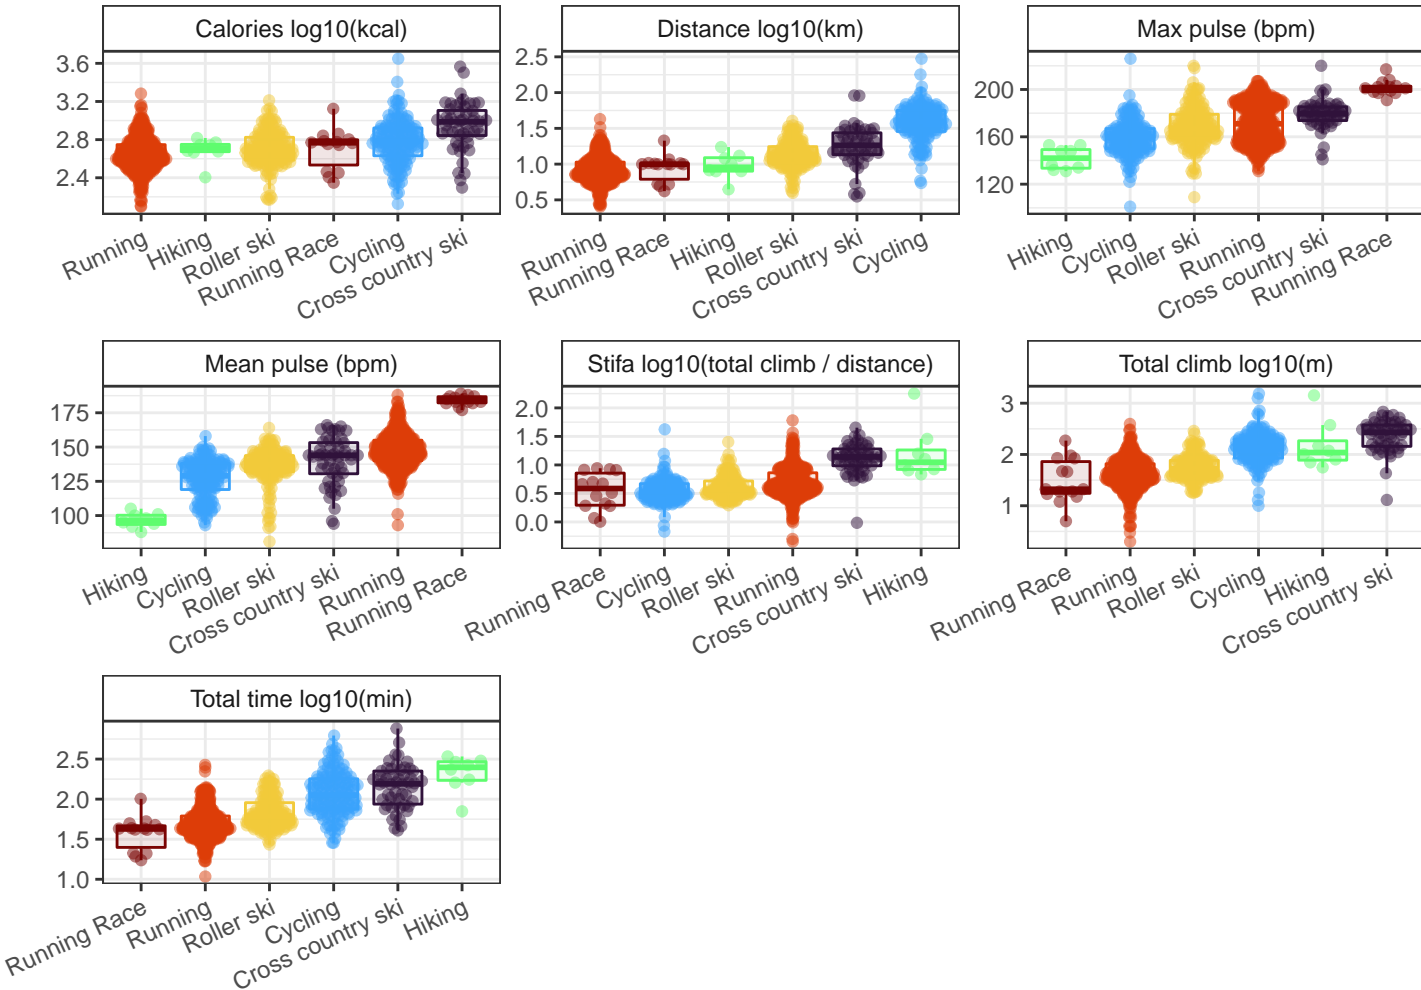 Calories log10(kcal)
3.6
3.2
2.8
2.4
Running
Hiking
Roller ski
Running Race
Cycling
Cross country ski
Distance log10(km)
2.5
2.0
1.5
1.0
0.5
Running
Running Race
Hiking
Roller ski
Cross country ski
Cycling
Max pulse (bpm)
200
160
120
Hiking
Cycling
Roller ski
Running
Cross country ski
Running Race
Mean pulse (bpm)
175
150
125
100
Hiking
Cycling
Roller ski
Cross country ski
Running
Running Race
Stifa log10(total climb / distance)
2.0
1.5
1.0
0.5
0.0
Running Race
Cycling
Roller ski
Running
Cross country ski
Hiking
Total climb log10(m)
3
2
1
Running Race
Running
Roller ski
Cycling
Hiking
Cross country ski
Total time log10(min)
2.5
2.0
1.5
1.0
Running Race
Running
Roller ski
Cycling
Cross country ski
Hiking